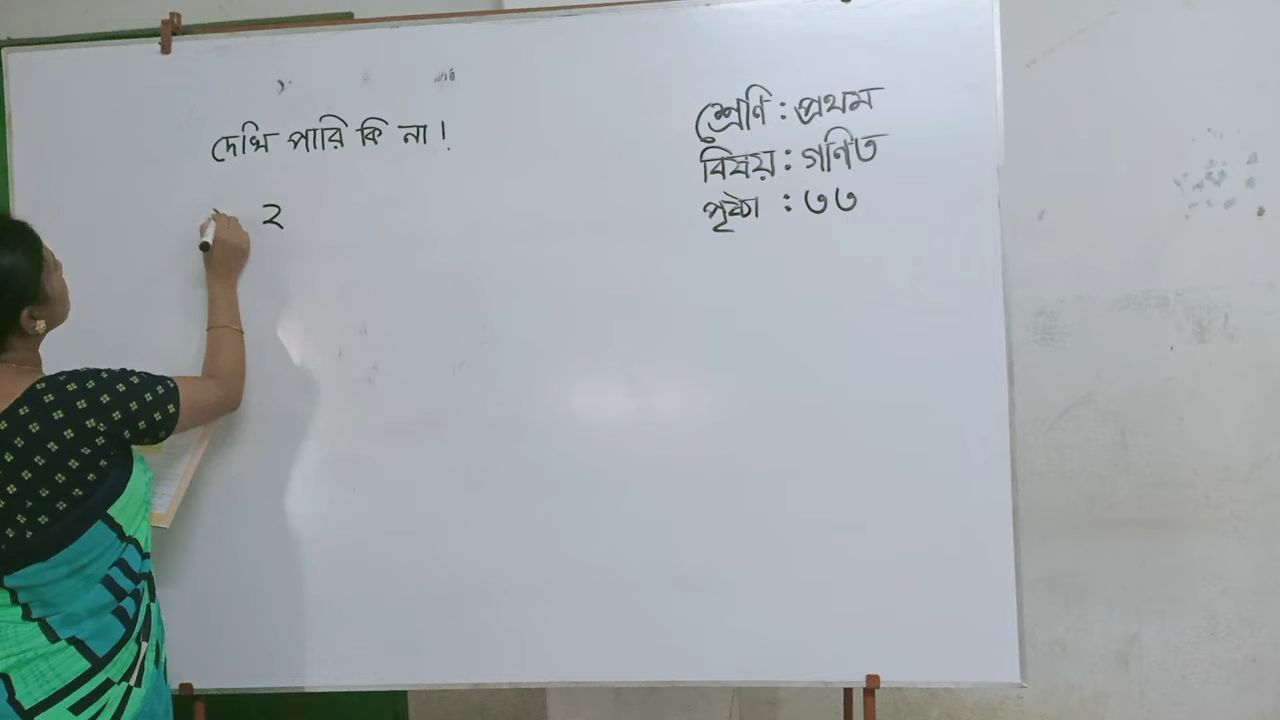 দেখি পারি কি না!
২
শ্রেণি : প্রথম
বিষয় : গণিত
পৃষ্ঠা : ৩৩